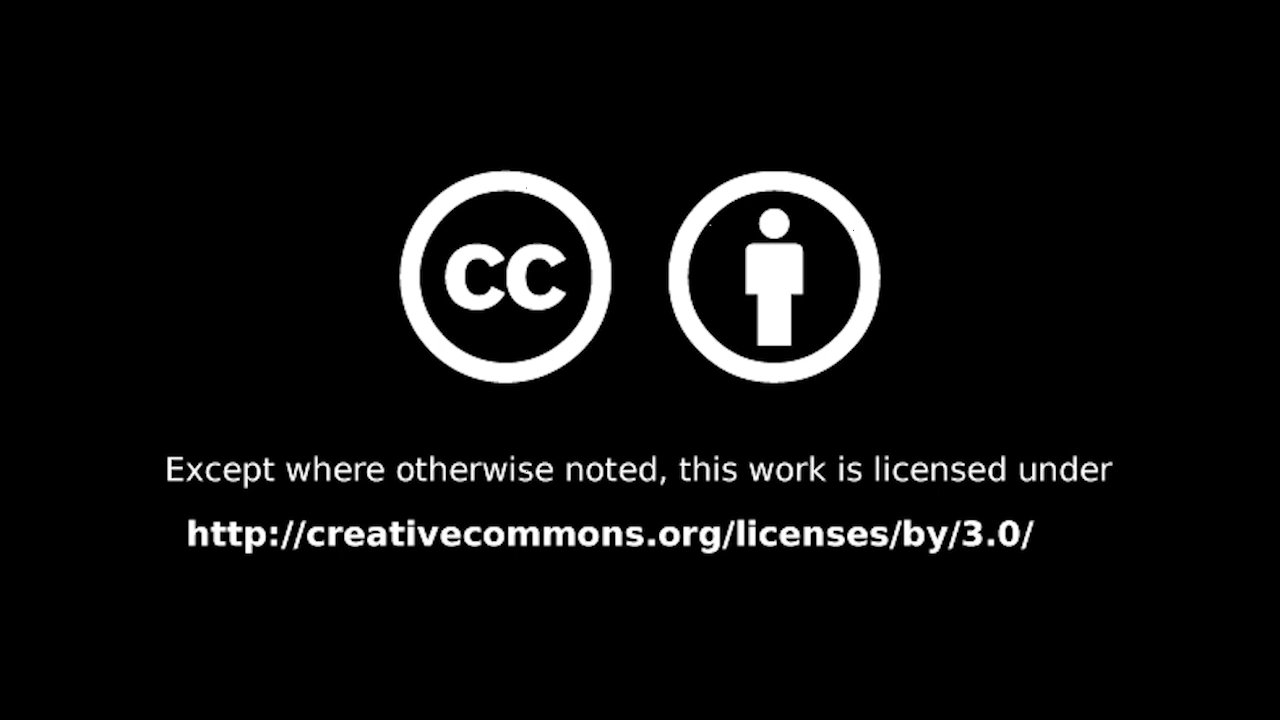 cc
Except where otherwise noted, this work is licensed under
http://creativecommons.org/licenses/by/3.0/